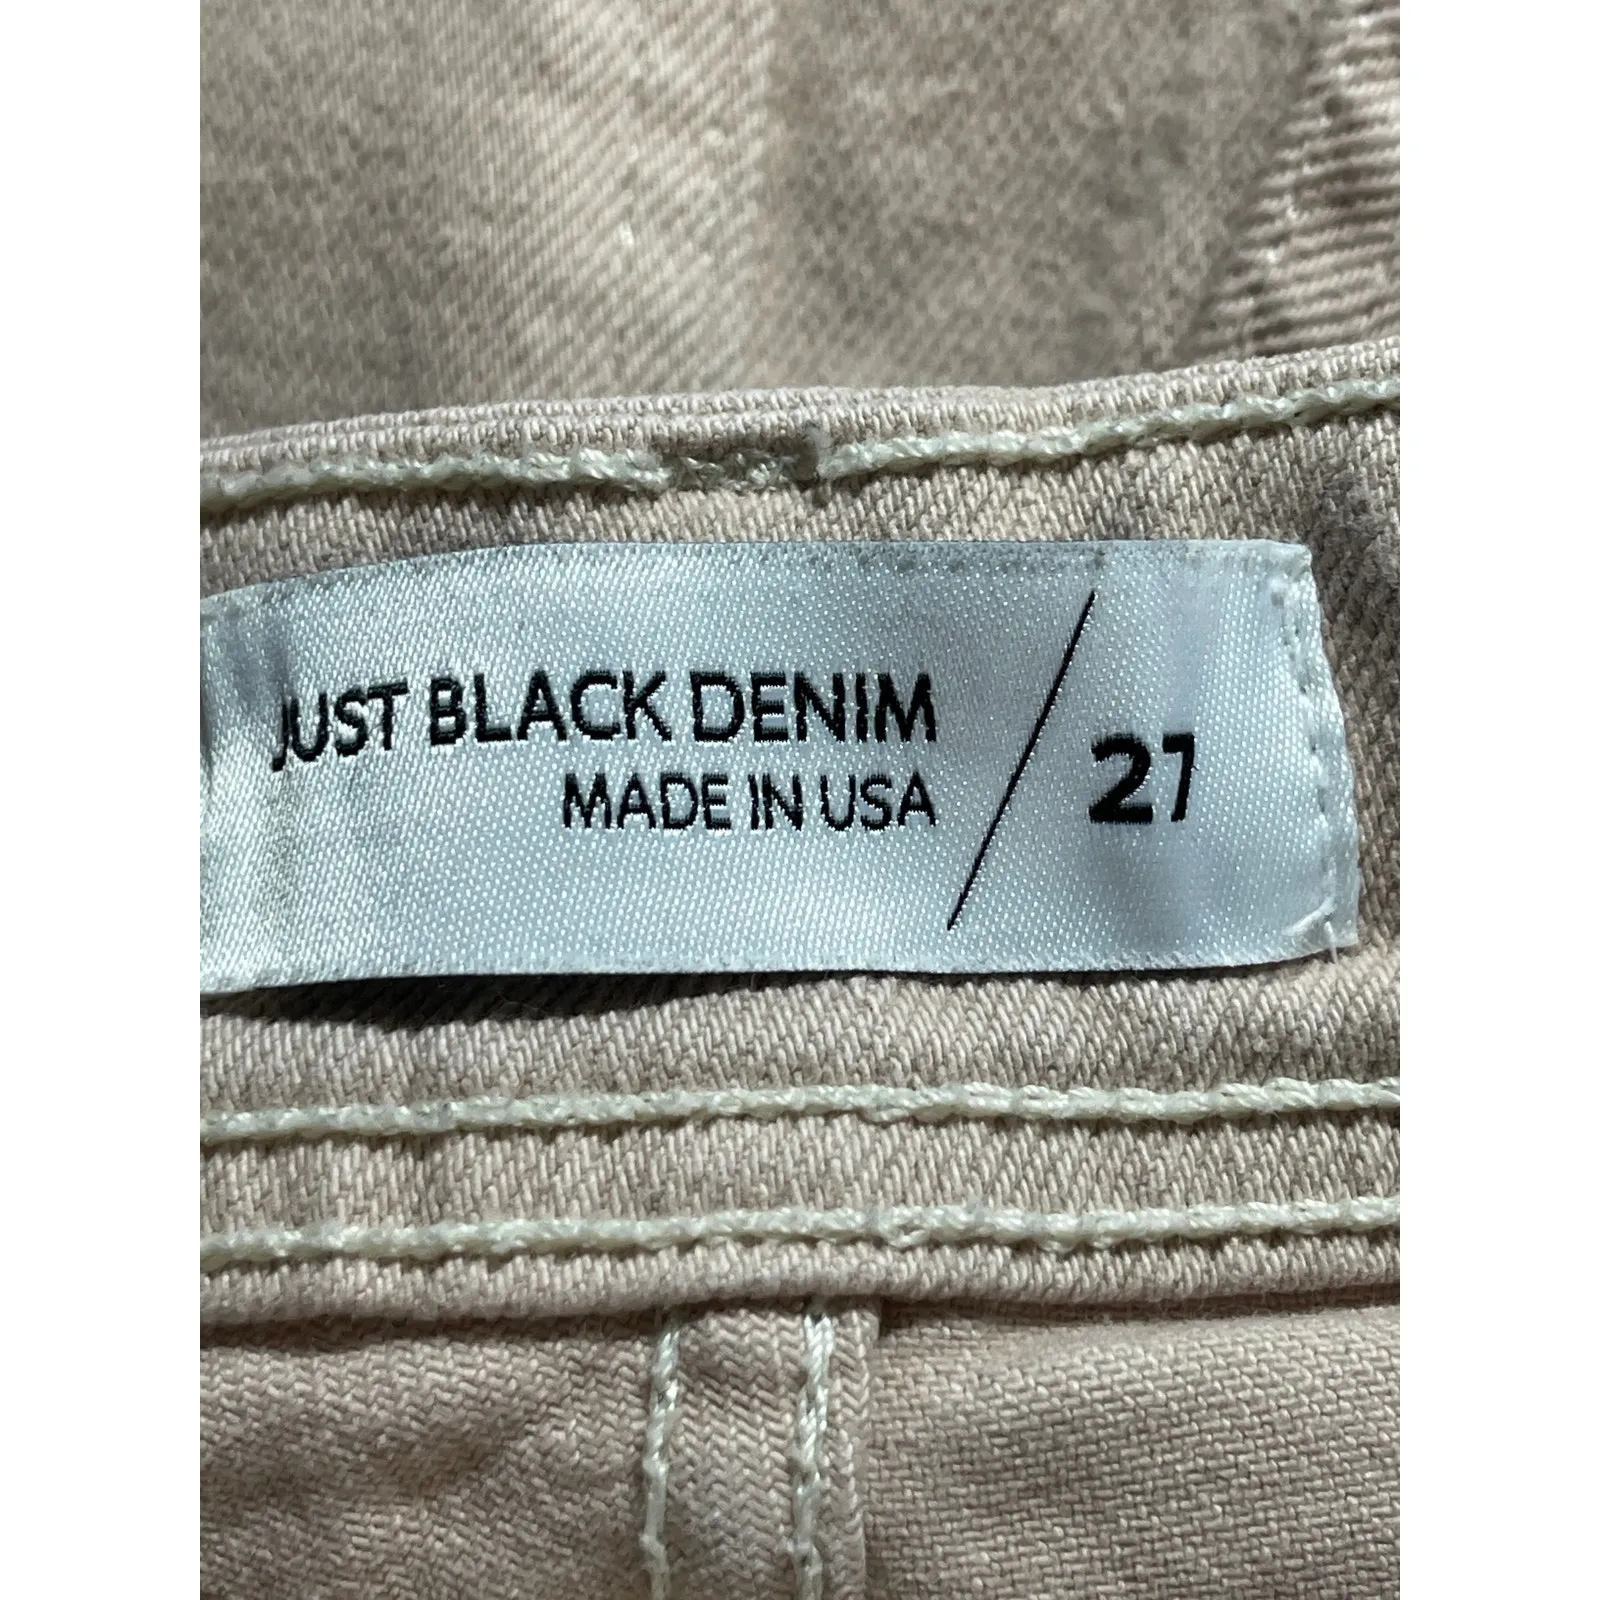 JUST BLACK DENIM
MADE IN USA
/ 27